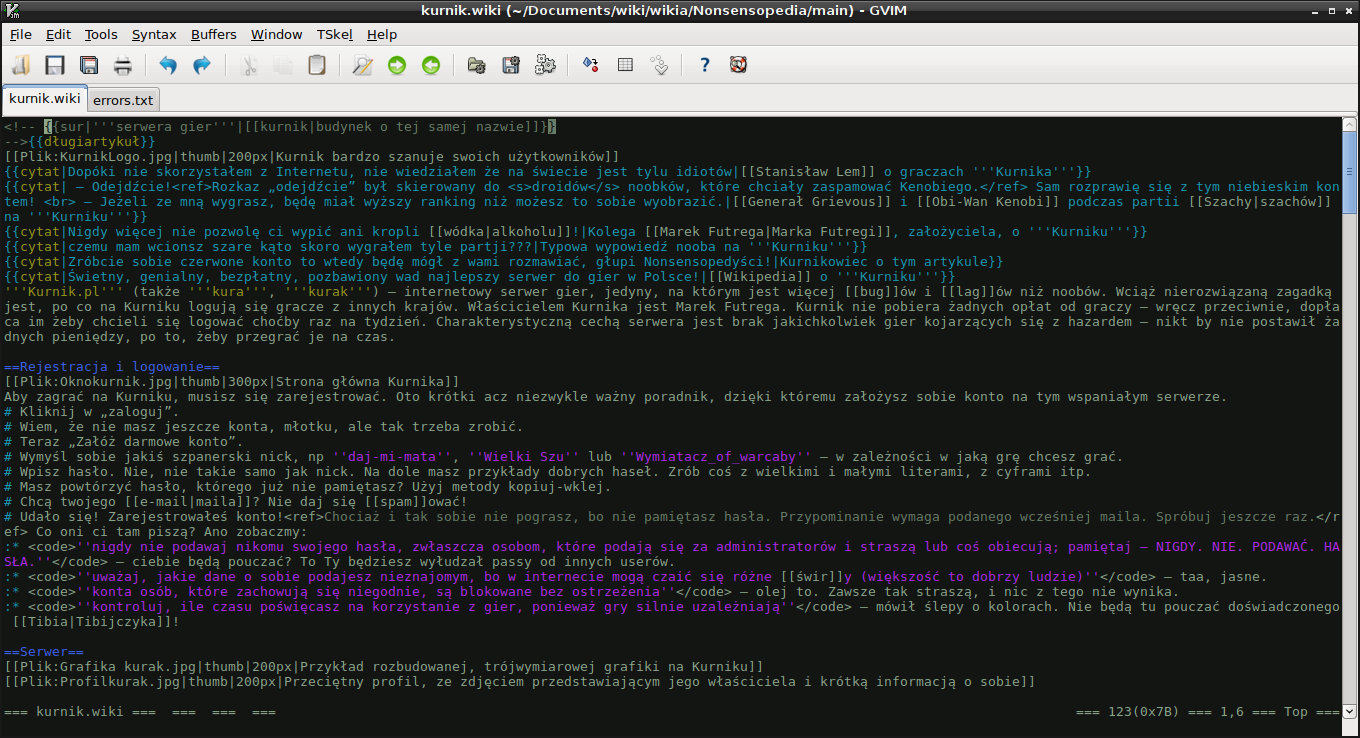 kurnik.wiki (~/Documents/wiki/wikia/Nonsensopedia/main) - GVIM
File Edit Tools Syntax Buffers Window TSkel Help
kurnik.wiki errors.txt
<!-- {{sur|'''serwera gier'''|[[kurnik|budynek o tej samej nazwie]]}}
-->{{długiartykuł}}
[[Plik:KurnikLogo.jpg|thumb|200px|Kurnik bardzo szanuje swoich użytkowników]]
{{cytat|Dopóki nie skorzystałem z Internetu, nie wiedziałem że na świecie jest tylu idiotów|[[Stanisław Lem]] o graczach '''Kurnika'''}}
{{cytat| – Odejdźcie!<ref>Rozkaz „odejdźcie” był skierowany do <s>droidów</s> noobków, które chciały zaspamować Kenobiego.</ref> Sam rozprawię się z tym niebieskim kon
tem! <br> – Jeżeli ze mną wygrasz, będę miał wyższy ranking niż możesz to sobie wyobrazić.|[[Generał Grievous]] i [[Obi-Wan Kenobi]] podczas partii [[Szachy|szachów]]
na '''Kurniku'''}}
{{cytat|Nigdy więcej nie pozwolę ci wypić ani kropli [[wódka|alkoholu]]!|Kolega [[Marek Futrega|Marka Futregi]], założyciela, o '''Kurniku'''}}
{{cytat|czemu mam wcionsz szare kąto skoro wygrałem tyle partji???|Typowa wypowiedź nooba na '''Kurniku'''}}
{{cytat|Zróbcie sobie czerwone konto to wtedy będę mógł z wami rozmawiać, głupi Nonsensopedyści!|Kurnikowiec o tym artykule}}
{{cytat|Świetny, genialny, bezpłatny, pozbawiony wad najlepszy serwer do gier w Polsce!|[[Wikipedia]] o '''Kurniku'''}}
'''Kurnik.pl''' (także '''kura''', '''kurak''') – internetowy serwer gier, jedyny, na którym jest więcej [[bug]]ów i [[lag]]ów niż noobów. Wciąż nierozwiązaną zagadką
jest, po co na Kurniku logują się gracze z innych krajów. Właścicielem Kurnika jest Marek Futrega. Kurnik nie pobiera żadnych opłat od graczy – wręcz przeciwnie, dopła
ca im żeby chcieli się logować choćby raz na tydzień. Charakterystyczną cechą serwera jest brak jakichkolwiek gier kojarzących się z hazardem – nikt by nie postawił ża
dnych pieniędzy, po to, żeby przegrać je na czas.
==Rejestracja i logowanie==
[[Plik:Oknokurnik.jpg|thumb|300px|Strona główna Kurnika]]
Aby zagrać na Kurniku, musisz się zarejestrować. Oto krótki acz niezwykle ważny poradnik, dzięki któremu założysz sobie konto na tym wspaniałym serwerze.
# Kliknij w „zaloguj”.
# Wiem, że nie masz jeszcze konta, młotku, ale tak trzeba zrobić.
# Teraz „Załóż darmowe konto”.
# Wymyśl sobie jakiś szpanerski nick, np ''daj-mi-mata'', ''Wielki Szu'' lub ''Wymiatacz_of_warcaby'' – w zależności w jaką grę chcesz grać.
# Wpisz hasło. Nie, nie takie samo jak nick. Na dole masz przykłady dobrych haseł. Zrób coś z wielkimi i małymi literami, z cyframi itp.
# Masz powtórzyć hasło, którego już nie pamiętasz? Użyj metody kopiuj-wklej.
# Chcą twojego [[e-mail|maila]]? Nie daj się [[spam]]ować!
# Udało się! Zarejestrowałeś konto!<ref>Chociaż i tak sobie nie pograsz, bo nie pamiętasz hasła. Przypominanie wymaga podanego wcześniej maila. Spróbuj jeszcze raz.</r
ef> Co oni ci tam piszą? Ano zobaczmy:
:* <code>''nigdy nie podawaj nikomu swojego hasła, zwłaszcza osobom, które podają się za administratorów i straszą lub coś obiecują; pamiętaj – NIGDY. NIE. PODAWAĆ. HA
SŁA.''</code> – ciebie będą pouczać? To Ty będziesz wyłudzał passy od innych userów.
:* <code>''uważaj, jakie dane o sobie podajesz nieznajomym, bo w internecie mogą czaić się różne [[świr]]y (większość to dobrzy ludzie)''</code> – taa, jasne.
:* <code>''konta osób, które zachowują się niegodnie, są blokowane bez ostrzeżenia''</code> – olej to. Zawsze tak straszą, i nic z tego nie wynika.
:* <code>''kontroluj, ile czasu poświęcasz na korzystanie z gier, ponieważ gry silnie uzależniają''</code> – mówił ślepy o kolorach. Nie będą tu pouczać doświadczonego
[[Tibia|Tibijczyka]]!
==Serwer==
[[Plik:Grafika kurak.jpg|thumb|200px|Przykład rozbudowanej, trójwymiarowej grafiki na Kurniku]]
[[Plik:Profilkurak.jpg|thumb|200px|Przeciętny profil, ze zdjęciem przedstawiającym jego właściciela i krótką informacją o sobie]]
=== kurnik.wiki === === === === === 123(0x7B) === 1,6 === Top ===